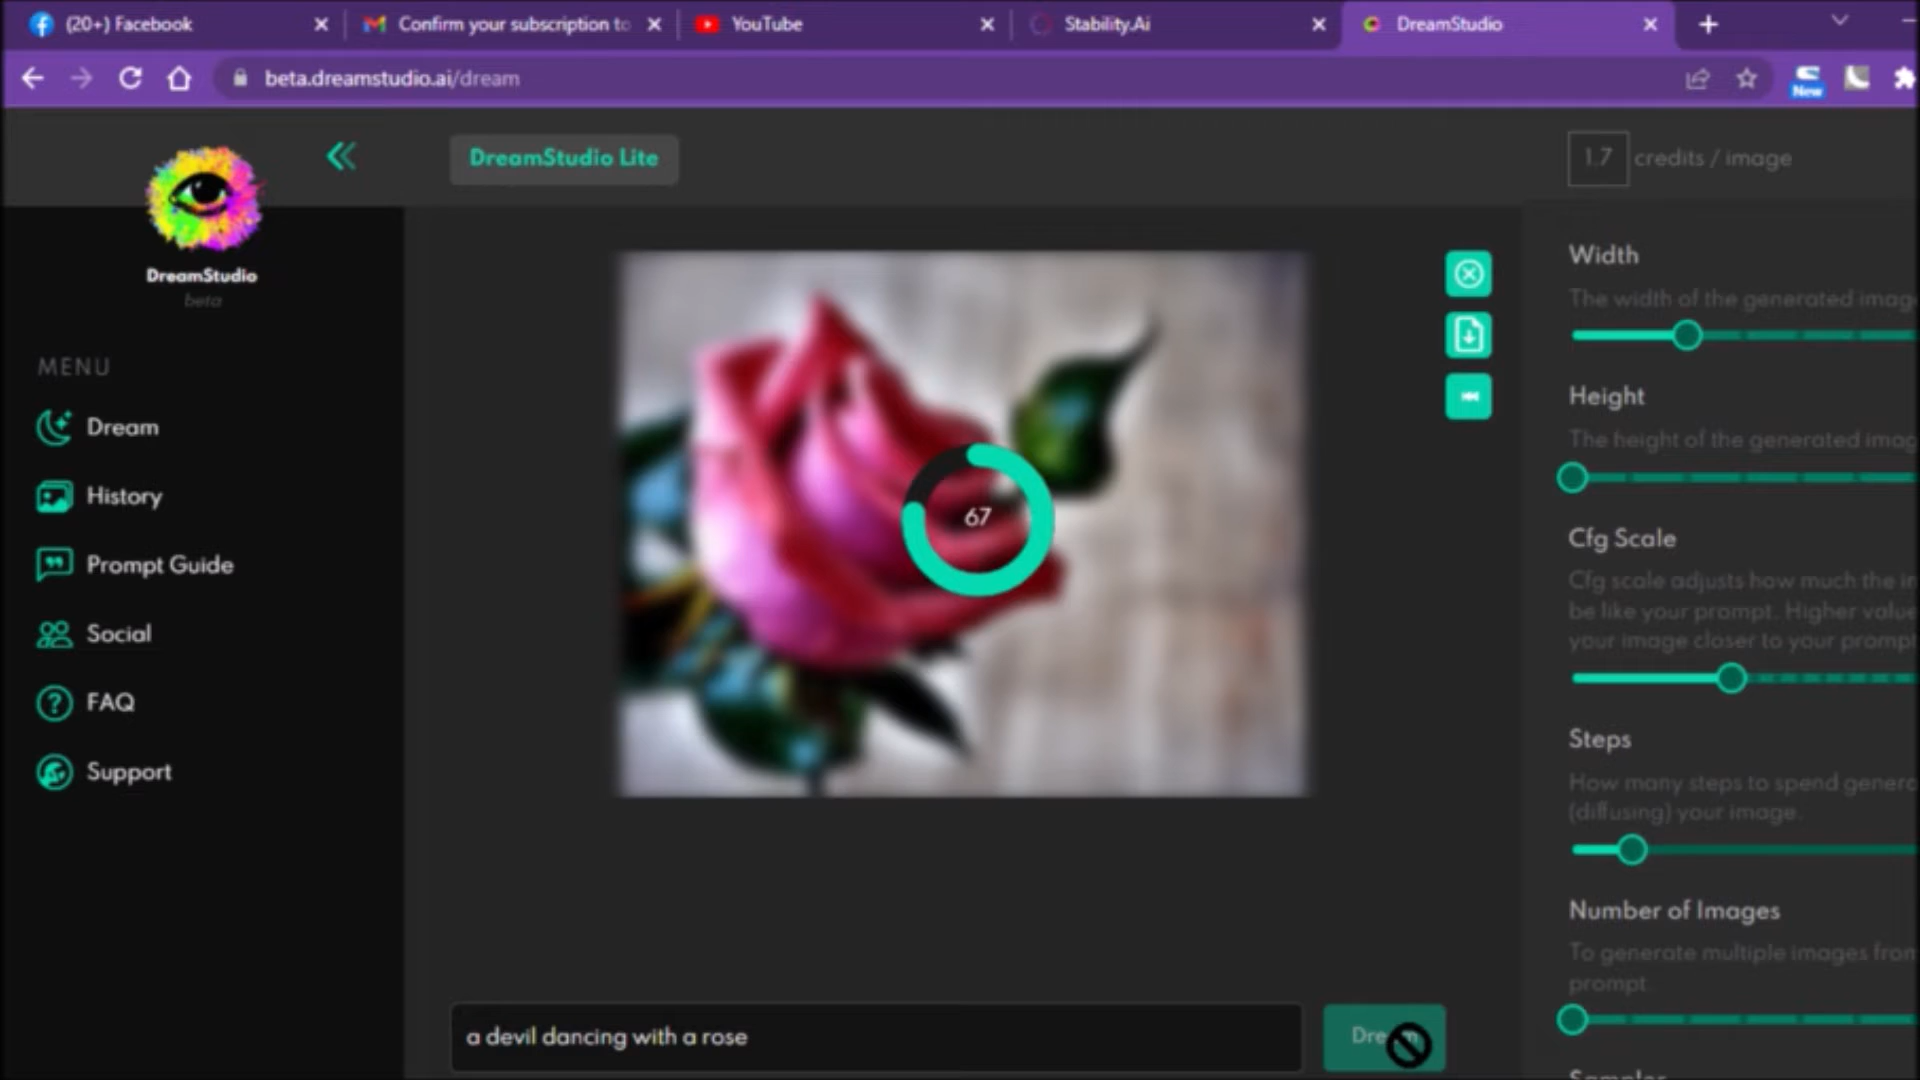 (20+) Facebook
Confirm your subscription to
YouTube
Stability.Ai
DreamStudio
beta.dreamstudio.ai/dream
New
DreamStudio Lite
1.7 credits / image
DreamStudio
beta
MENU
Dream
History
Prompt Guide
Social
FAQ
Support
67
Width
The width of the generated imag
Height
The height of the generated imag
Cfg Scale
Cfg scale adjusts how much the
be like your prompt. Higher value
your image closer to your prompt
Steps
How many steps to spend genera
(diffusing) your image.
Number of Images
To generate multiple images from
prompt
Sampler
a devil dancing with a rose